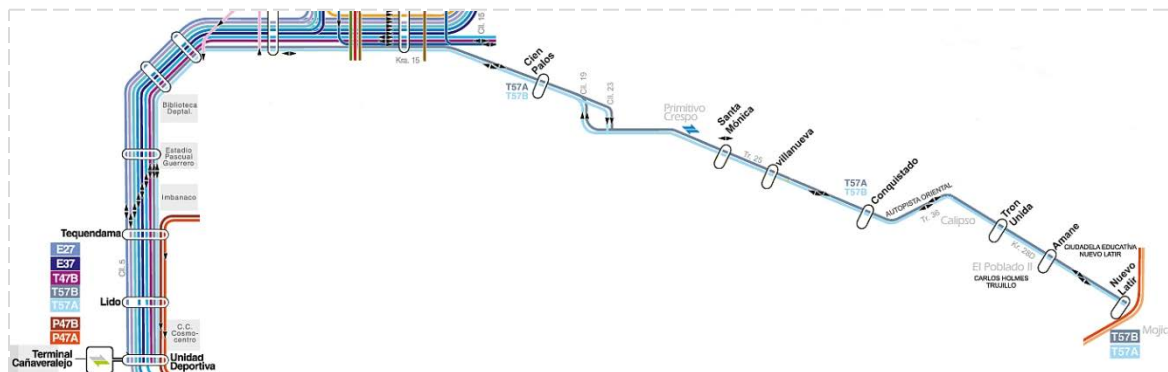 Cll. 15
Kra. 15
Cien
Palos
T57A
T57B
Cll. 19
Cll. 23
Primitivo
Crespo
Santa
Mónica
Tr. 25
Villanueva
T57A
T57B
Conquistado
AUTOPISTA ORIENTAL
Tr. 36
Calipso
Tron
Unida
Kr. 28D
Amane
CIUDADELA EDUCATÍVA
NUEVO LATIR
El Poblado II
CARLOS HOLMES
TRUJILLO
Nuevo
Latir
T57B
T57A
Mojic
Biblioteca
Deptal.
Estadio
Pascual
Guerrero
Imbanaco
Tequendama
E27
E37
T47B
T57B
T57A
Cll. 5
Lido
P47B
P47A
C.C.
Cosmo-
centro
Terminal
Cañaveralejo
Unidad
Deportiva